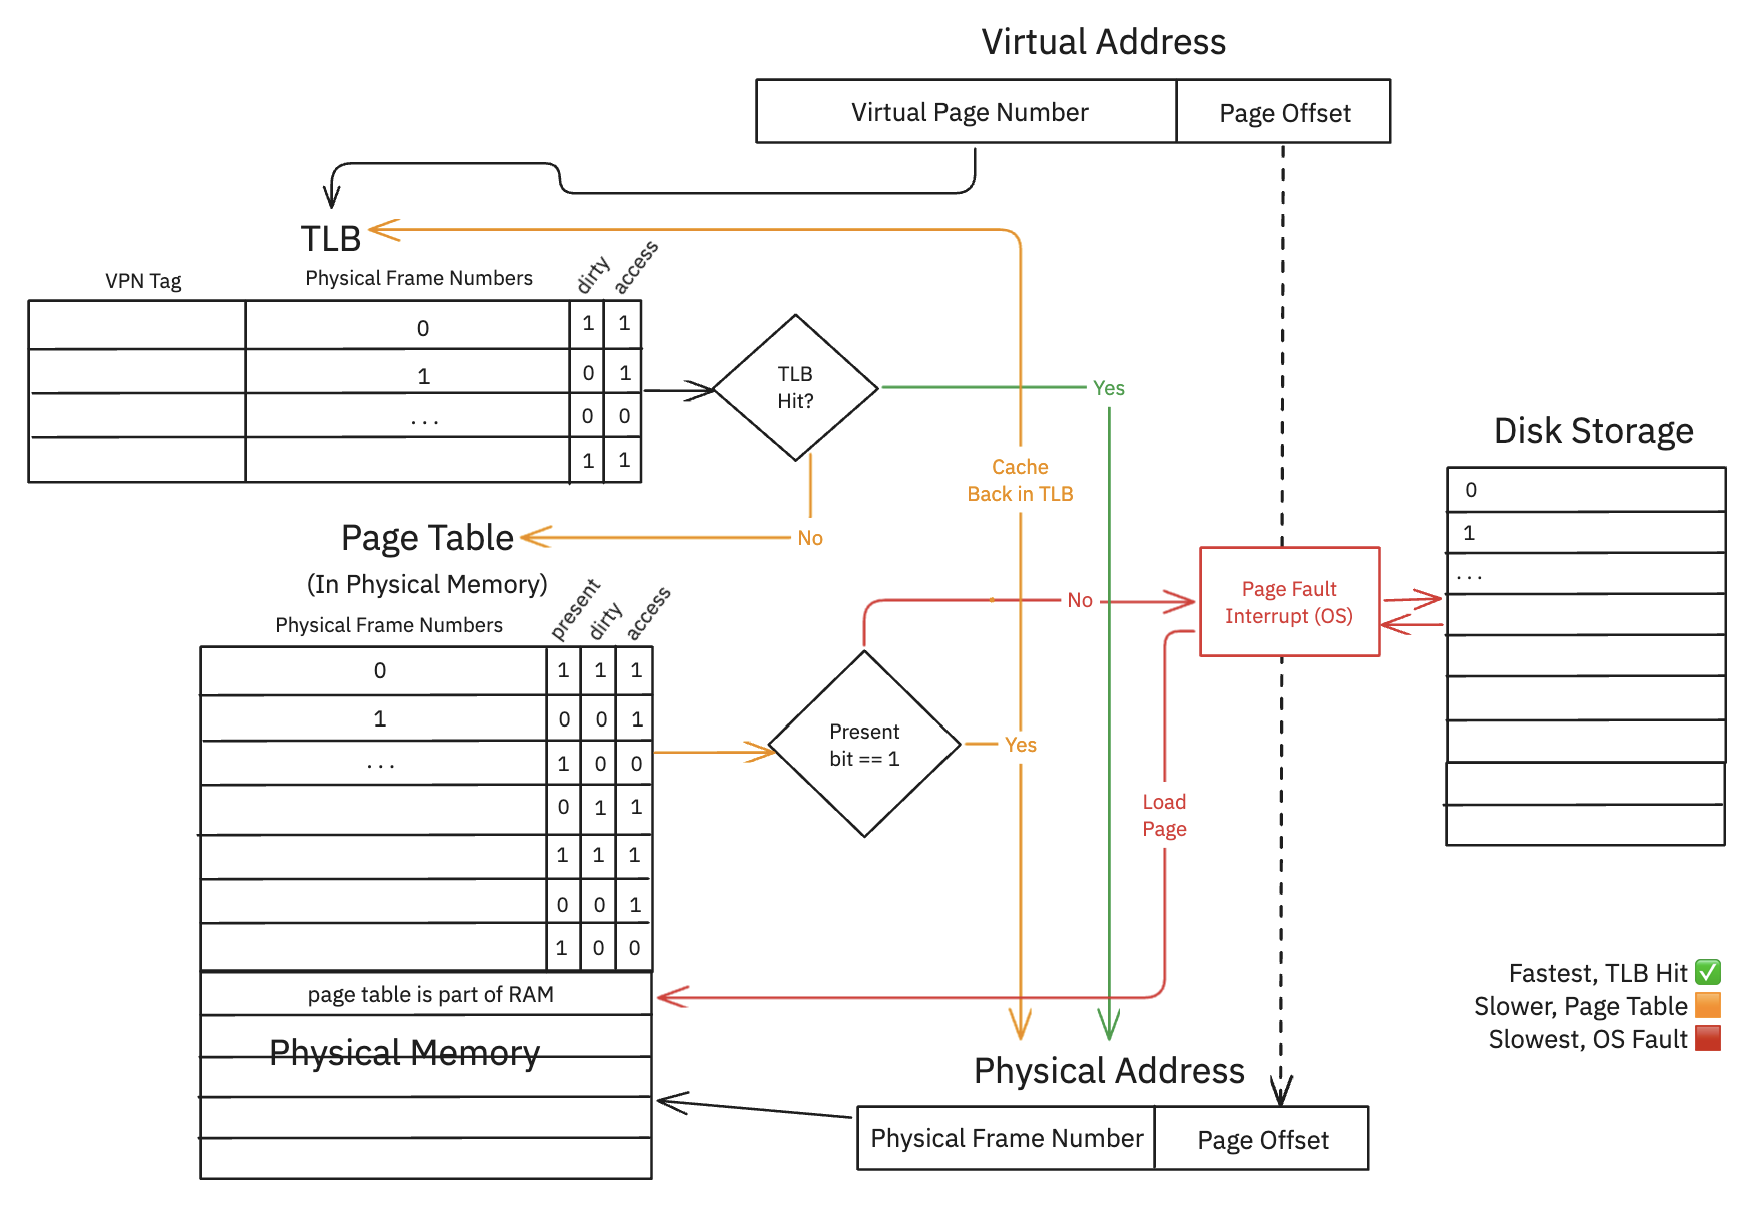 Virtual Address
Virtual Page Number
Page Offset
TLB
VPN Tag
Physical Frame Numbers
dirty
access
0
1
1
1
0
1
...
0
0
1
1
TLB
Hit?
Yes
No
Cache
Back in TLB
Page Table
(In Physical Memory)
Physical Frame Numbers
present
dirty
access
0
1
1
1
1
0
0
1
...
1
0
0
0
1
1
1
1
1
0
0
1
1
0
0
Present
bit == 1
No
Yes
Page Fault
Interrupt (OS)
Load
Page
Disk Storage
0
1
...
page table is part of RAM
Physical Memory
Physical Address
Physical Frame Number
Page Offset
Fastest, TLB Hit ✅
Slower, Page Table 🟧
Slowest, OS Fault 🟥